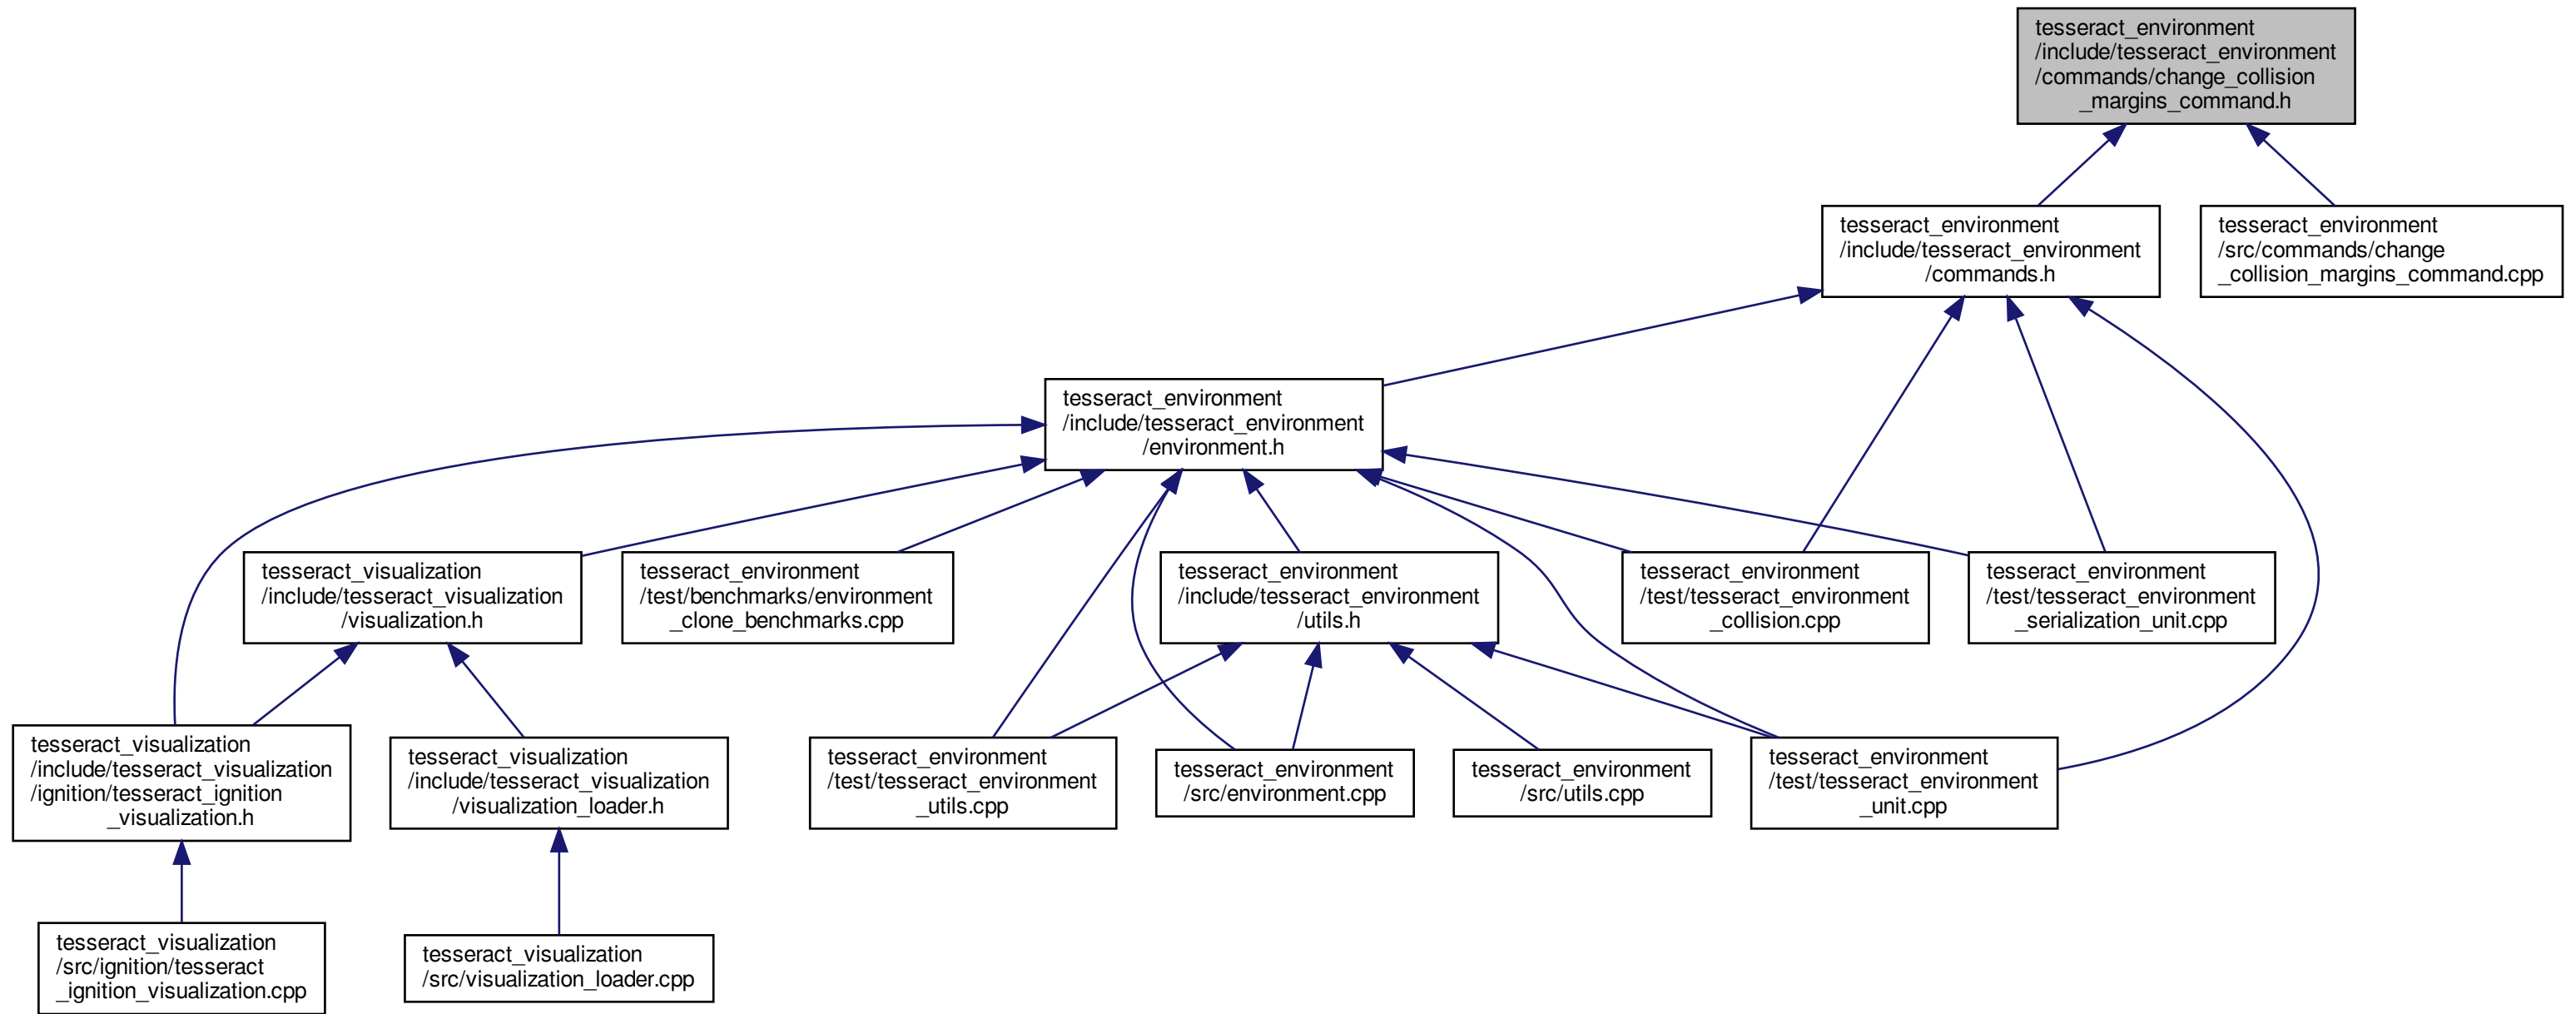 tesseract_environment
/include/tesseract_environment
/commands/change_collision
_margins_command.h
tesseract_environment
/include/tesseract_environment
/commands.h
tesseract_environment
/src/commands/change
_collision_margins_command.cpp
tesseract_environment
/include/tesseract_environment
/environment.h
tesseract_visualization
/include/tesseract_visualization
/visualization.h
tesseract_environment
/test/benchmarks/environment
_clone_benchmarks.cpp
tesseract_environment
/include/tesseract_environment
/utils.h
tesseract_environment
/test/tesseract_environment
_collision.cpp
tesseract_environment
/test/tesseract_environment
_serialization_unit.cpp
tesseract_visualization
/include/tesseract_visualization
/ignition/tesseract_ignition
_visualization.h
tesseract_visualization
/include/tesseract_visualization
/visualization_loader.h
tesseract_environment
/test/tesseract_environment
_utils.cpp
tesseract_environment
/src/environment.cpp
tesseract_environment
/src/utils.cpp
tesseract_environment
/test/tesseract_environment
_unit.cpp
tesseract_visualization
/src/ignition/tesseract
_ignition_visualization.cpp
tesseract_visualization
/src/visualization_loader.cpp